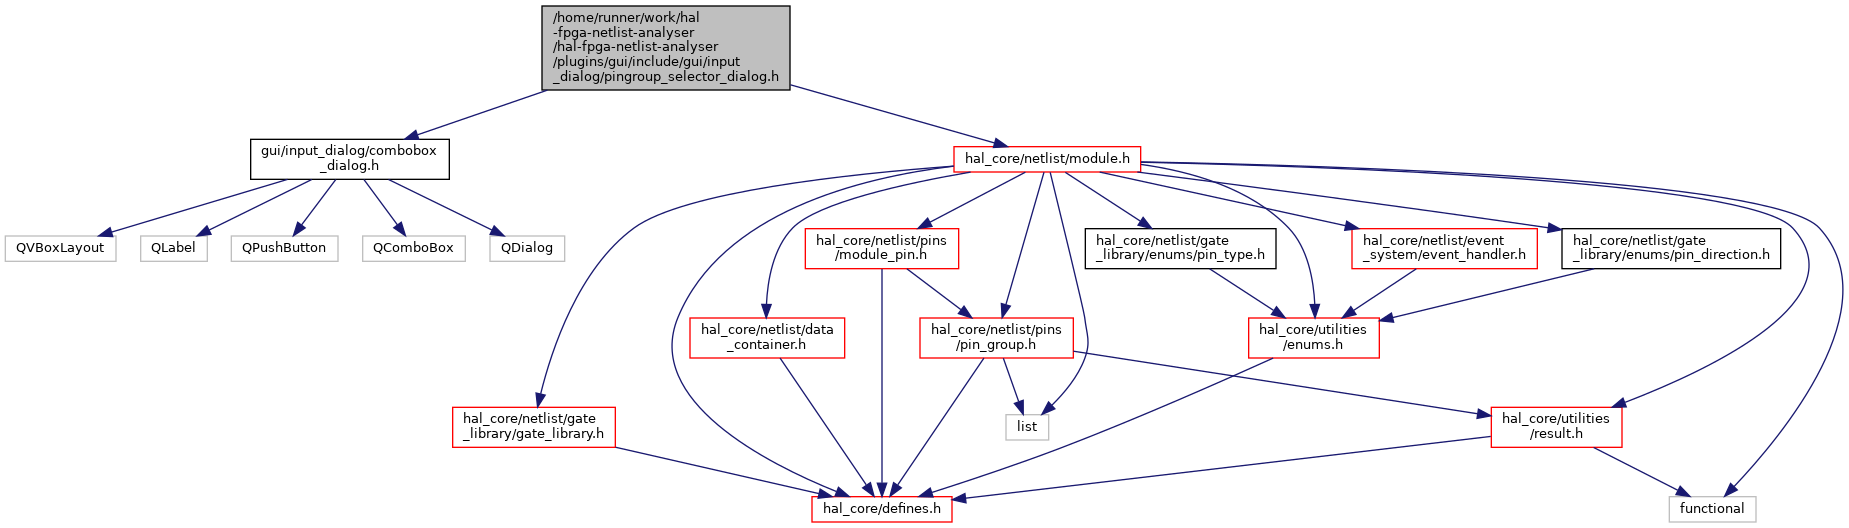 /home/runner/work/hal
-fpga-netlist-analyser
/hal-fpga-netlist-analyser
/plugins/gui/include/gui/input
_dialog/pingroup_selector_dialog.h
gui/input_dialog/combobox
_dialog.h
hal_core/netlist/module.h
QVBoxLayout
QLabel
QPushButton
QComboBox
QDialog
hal_core/netlist/pins
/module_pin.h
hal_core/netlist/gate
_library/enums/pin_type.h
hal_core/netlist/event
_system/event_handler.h
hal_core/netlist/gate
_library/enums/pin_direction.h
hal_core/netlist/data
_container.h
hal_core/netlist/pins
/pin_group.h
hal_core/utilities
/enums.h
hal_core/netlist/gate
_library/gate_library.h
list
hal_core/utilities
/result.h
hal_core/defines.h
functional